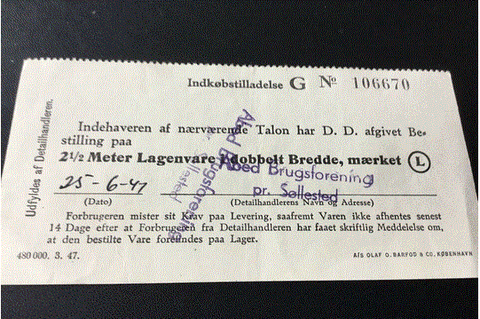 Indkøbstilladelse G № 106670
Udfyldes af Detailhandleren.
Indehaveren af nærværende Talon har D. D. afgivet Be-
stilling paa
2½ Meter Lagenvare i dobbelt Bredde, mærket L
Abed Brugsforening
pr. Søllested
25-6-47
(Dato) (Detailhandlerens Navn og Adresse)
Forbrugeren mister sit Krav paa Levering, saafremt Varen ikke afhentes senest
14 Dage efter at Forbrugeren fra Detailhandleren har faaet skriftlig Meddelelse om,
at den bestilte Vare forefindes paa Lager.
480 000. 3. 47. A/S OLAF O. BARFOD & CO. KØBENHAVN